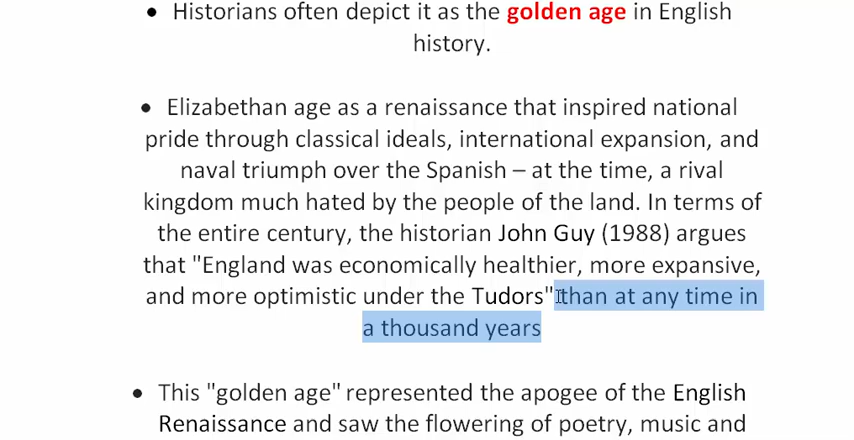 • Historians often depict it as the golden age in English
history.
• Elizabethan age as a renaissance that inspired national
pride through classical ideals, international expansion, and
naval triumph over the Spanish – at the time, a rival
kingdom much hated by the people of the land. In terms of
the entire century, the historian John Guy (1988) argues
that "England was economically healthier, more expansive,
and more optimistic under the Tudors" than at any time in
a thousand years
• This "golden age" represented the apogee of the English
Renaissance and saw the flowering of poetry, music and